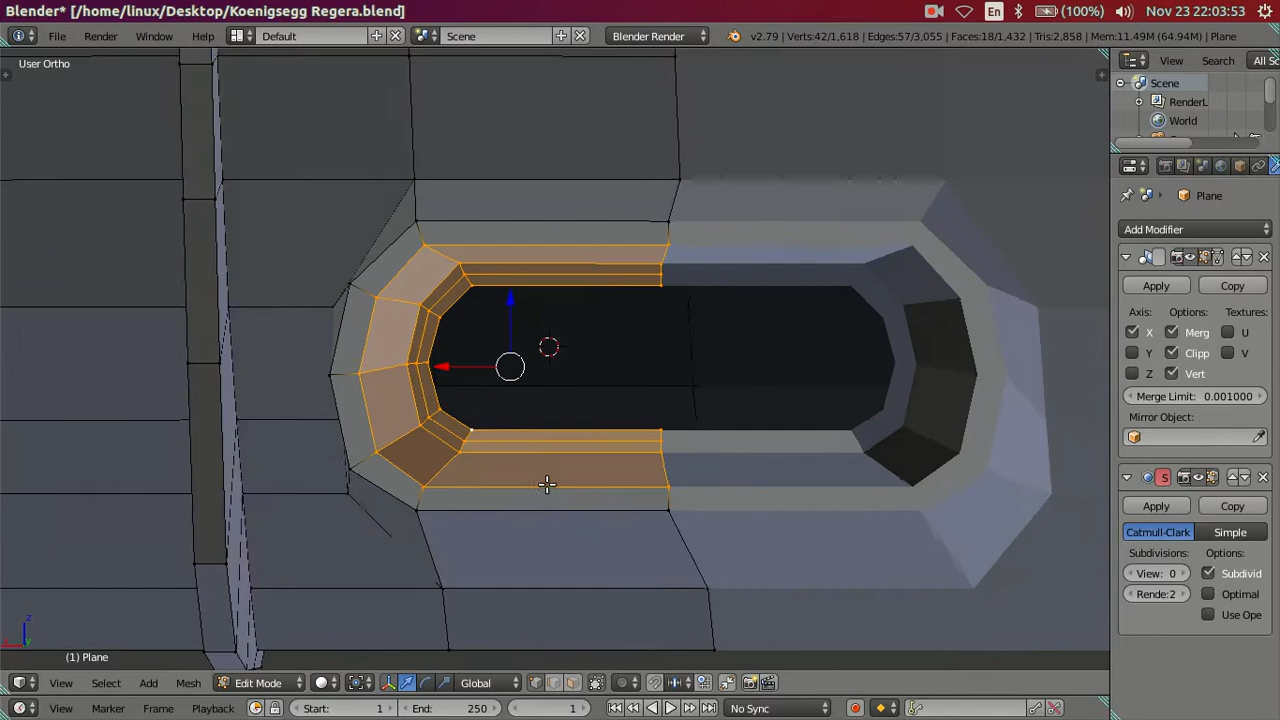 Blender* [/home/linux/Desktop/Koenigsegg Regera.blend] En (100%) Nov 23 22:03:53
File Render Window Help Default Scene Blender Render v2.79 | Verts:42/1,618 | Edges:57/3,055 | Faces:18/1,432 | Tris:2,858 | Mem:11.49M (64.94M) | Plane
User Ortho
View Search All Sc
Scene
RenderL
World
Plane
Add Modifier
Apply Copy
Axis: Options: Textures:
X Merg U
Y Clipp V
Z Vert
Merge Limit: 0.001000
Mirror Object:
S
Apply Copy
Catmull-Clark Simple
Subdivisions: Options:
View: 0 Subdivid
Rende:2 Optimal
Use Ope
z
x y
(1) Plane
View Select Add Mesh Edit Mode Global
View Marker Frame Playback Start: 1 End: 250 1 No Sync